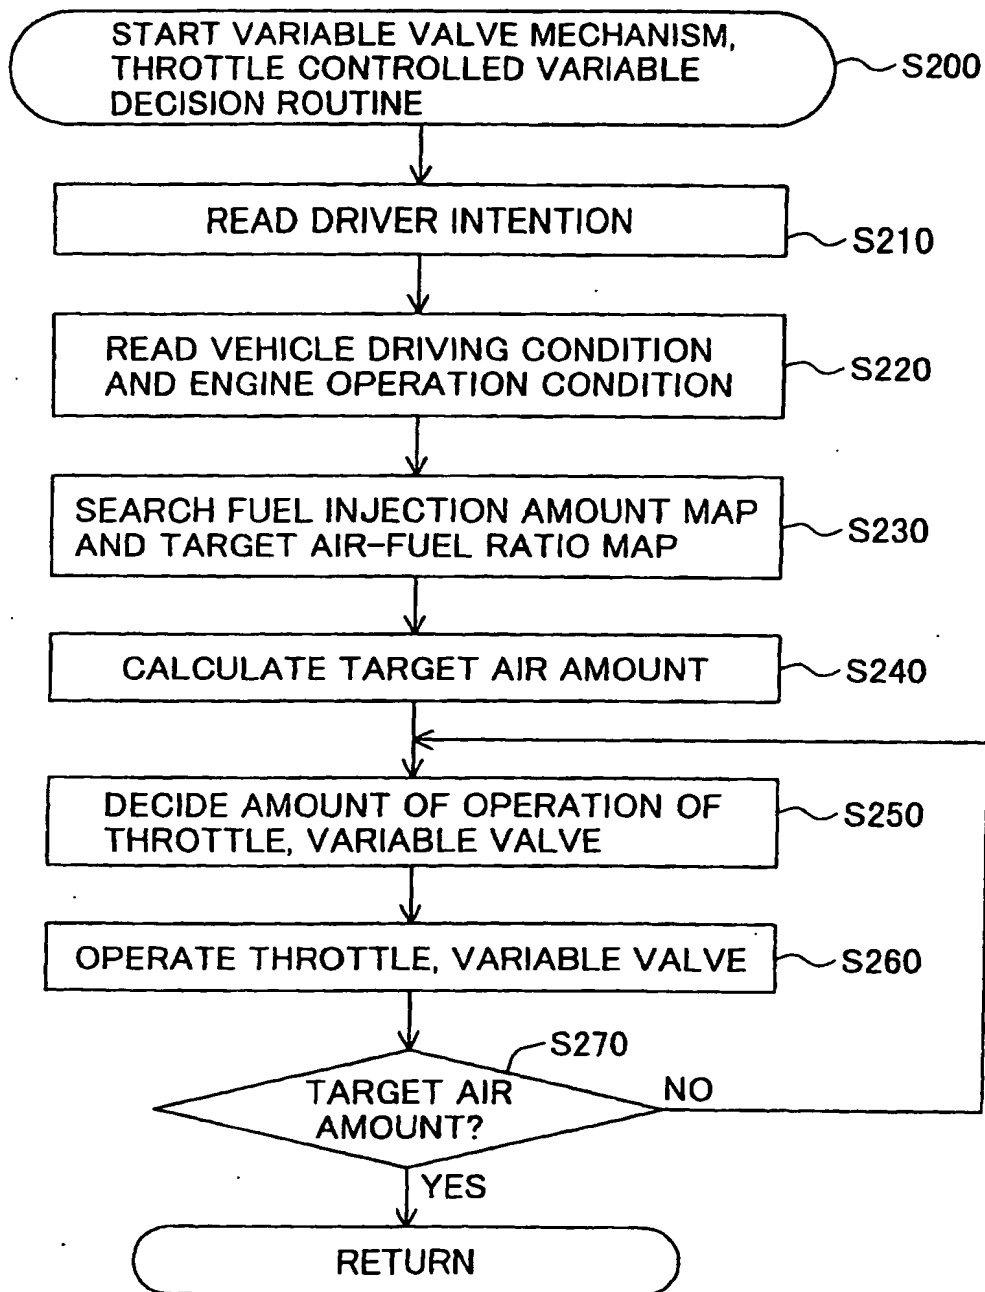 START VARIABLE VALVE MECHANISM,
THROTTLE CONTROLLED VARIABLE
DECISION ROUTINE
S200
READ DRIVER INTENTION
S210
READ VEHICLE DRIVING CONDITION
AND ENGINE OPERATION CONDITION
S220
SEARCH FUEL INJECTION AMOUNT MAP
AND TARGET AIR-FUEL RATIO MAP
S230
CALCULATE TARGET AIR AMOUNT
S240
DECIDE AMOUNT OF OPERATION OF
THROTTLE, VARIABLE VALVE
S250
OPERATE THROTTLE, VARIABLE VALVE
S260
S270
TARGET AIR
AMOUNT?
NO
YES
RETURN